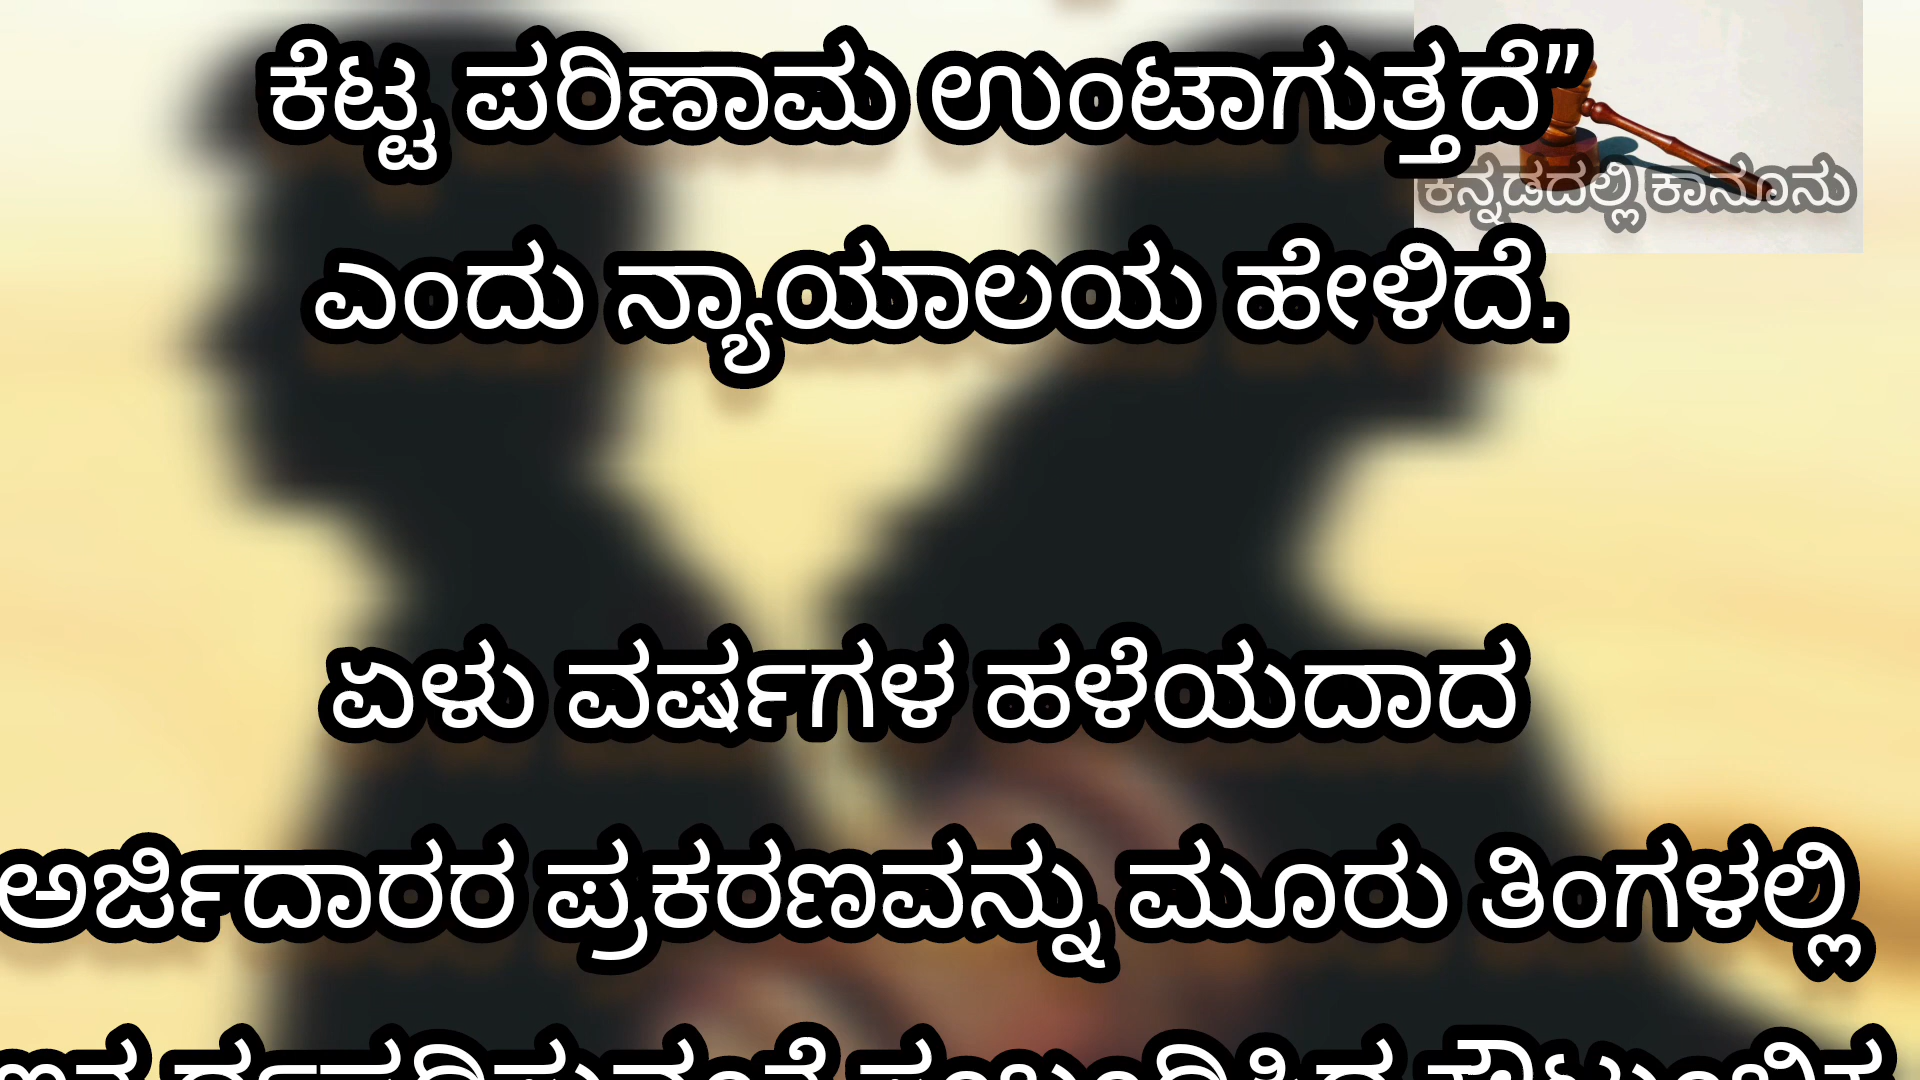 ಕೆಟ್ಟ ಪರಿಣಾಮ ಉಂಟಾಗುತ್ತದೆ”
ಕನ್ನಡದಲ್ಲಿ ಕಾನೂನು
ಎಂದು ನ್ಯಾಯಾಲಯ ಹೇಳಿದೆ.
ಏಳು ವರ್ಷಗಳ ಹಳೆಯದಾದ
ಅರ್ಜಿದಾರರ ಪ್ರಕರಣವನ್ನು ಮೂರು ತಿಂಗಳಲ್ಲಿ